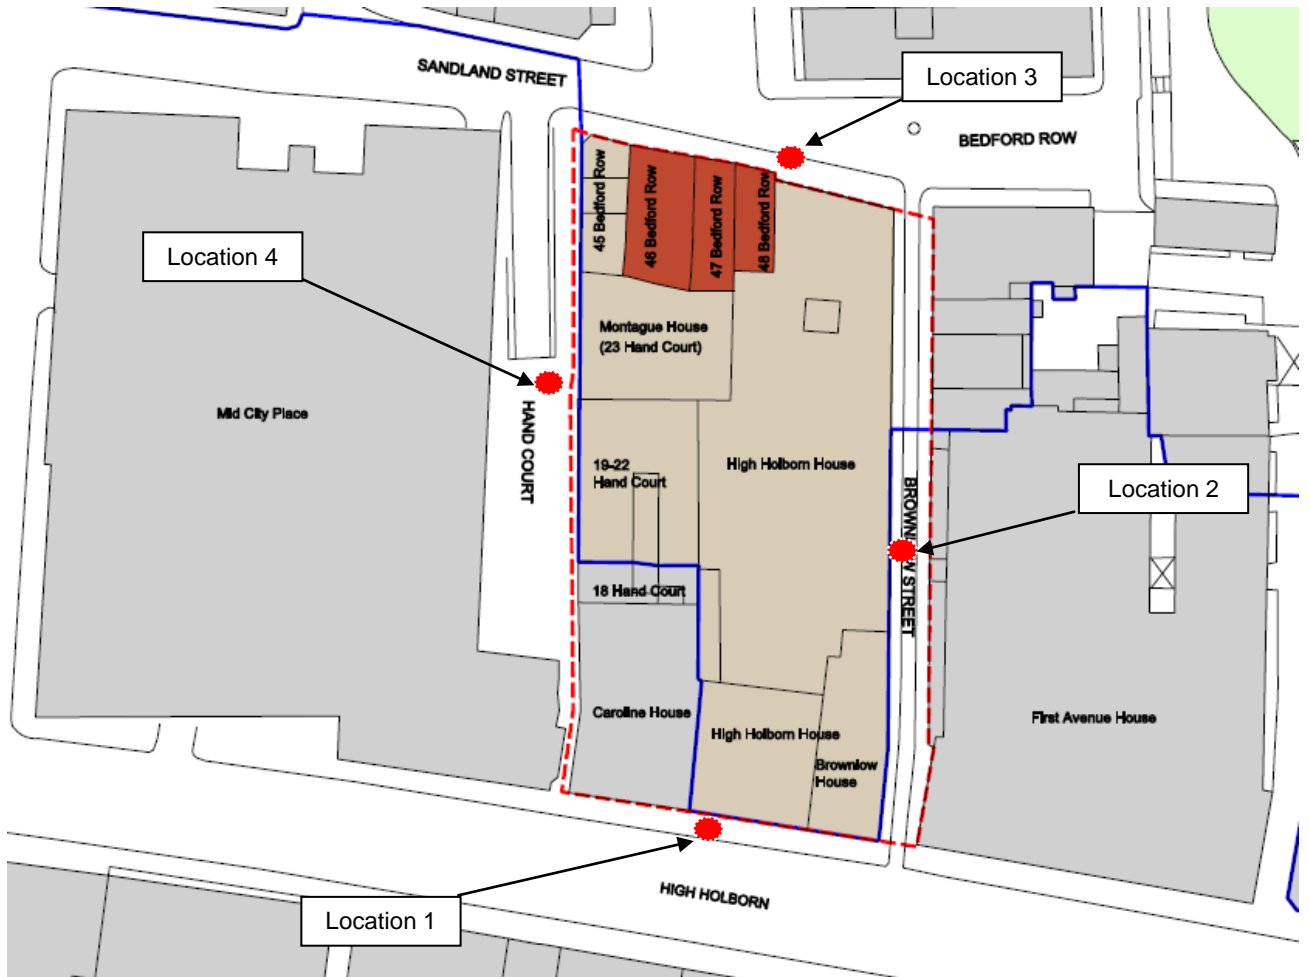 SANDLAND STREET
Location 3
BEDFORD ROW
45 Bedford Row
46 Bedford Row
47 Bedford Row
48 Bedford Row
Location 4
Montague House
(23 Hand Court)
Mid City Place
HAND COURT
19-22
Hand Court
High Holborn House
Location 2
BROWNLOW STREET
18 Hand Court
Caroline House
High Holborn House
First Avenue House
Brownlow
House
Location 1
HIGH HOLBORN